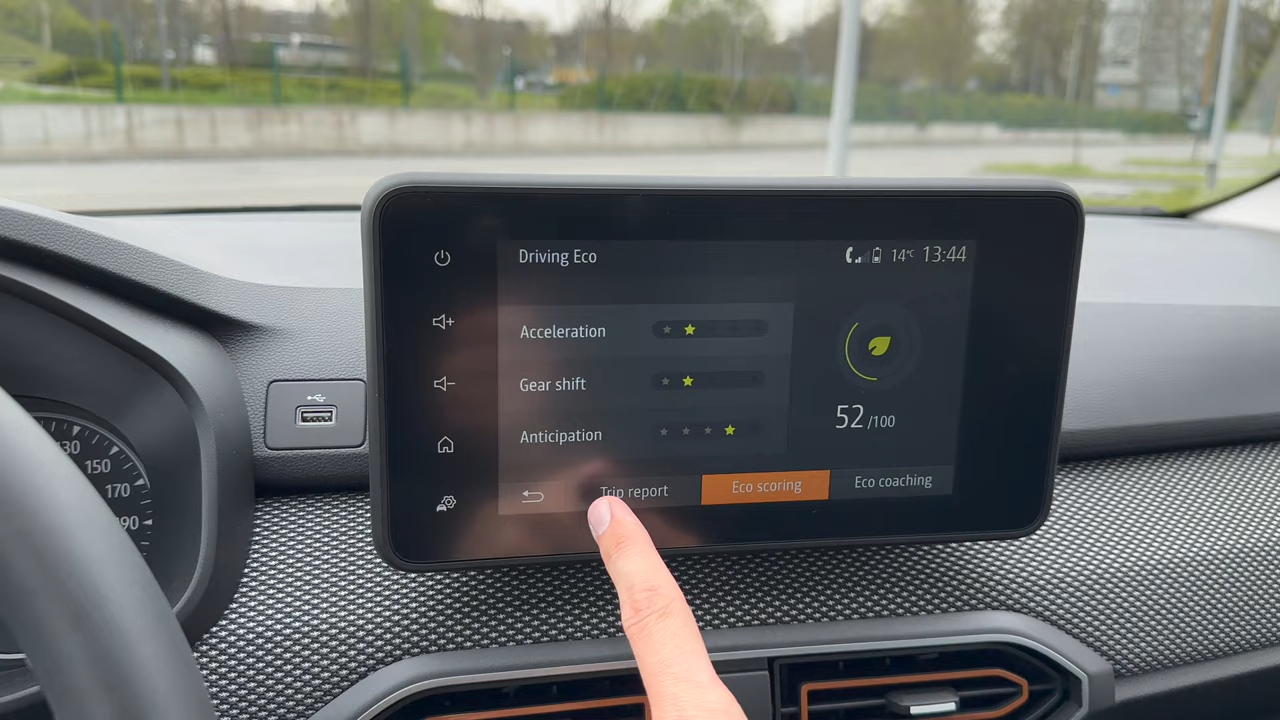 Driving Eco
14°C 13:44
Acceleration
Gear shift
Anticipation
52 /100
Trip report
Eco scoring
Eco coaching
130
150
170
190